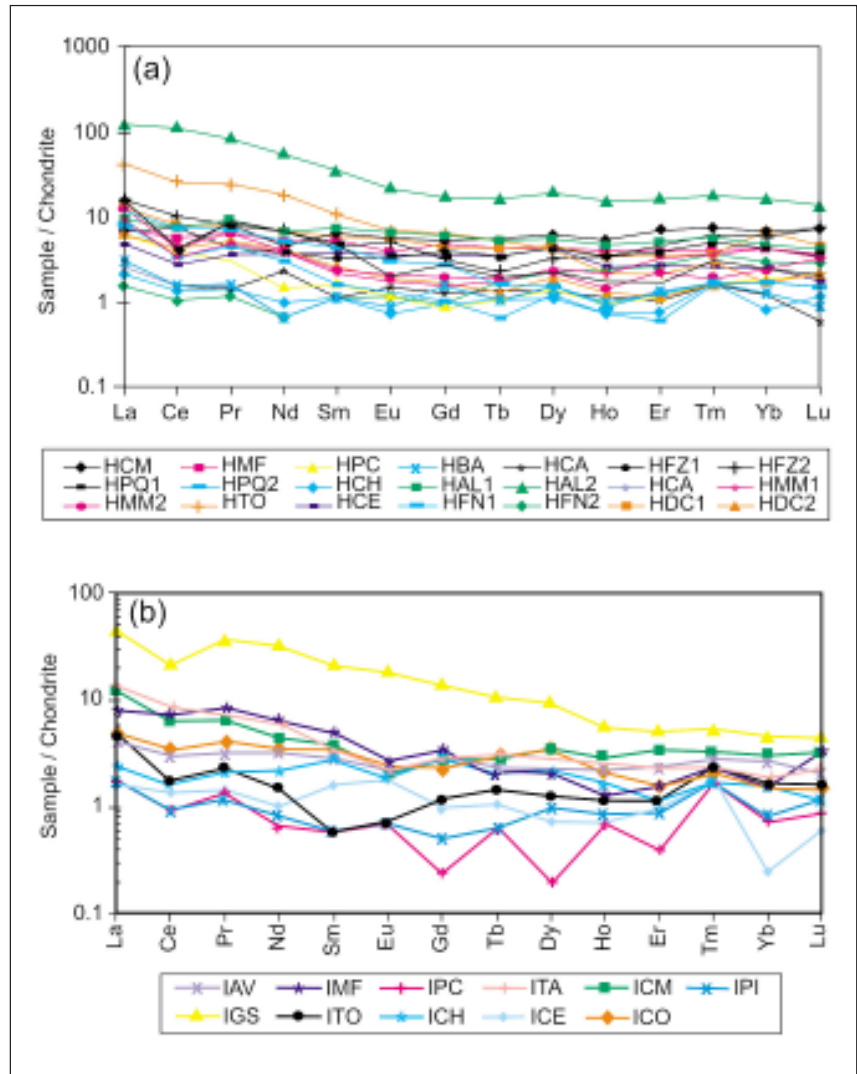 (a)
Sample / Chondrite
1000
100
10
1
0.1
La Ce Pr Nd Sm Eu Gd Tb Dy Ho Er Tm Yb Lu
HCM HMF HPC HBA HCA HFZ1 HFZ2
HPQ1 HPQ2 HCH HAL1 HAL2 HCA HMM1
HMM2 HTO HCE HFN1 HFN2 HDC1 HDC2
(b)
Sample / Chondrite
100
10
1
0.1
La Ce Pr Nd Sm Eu Gd Tb Dy Ho Er Tm Yb Lu
IAV IMF IPC ITA ICM IPI
IGS ITO ICH ICE ICO